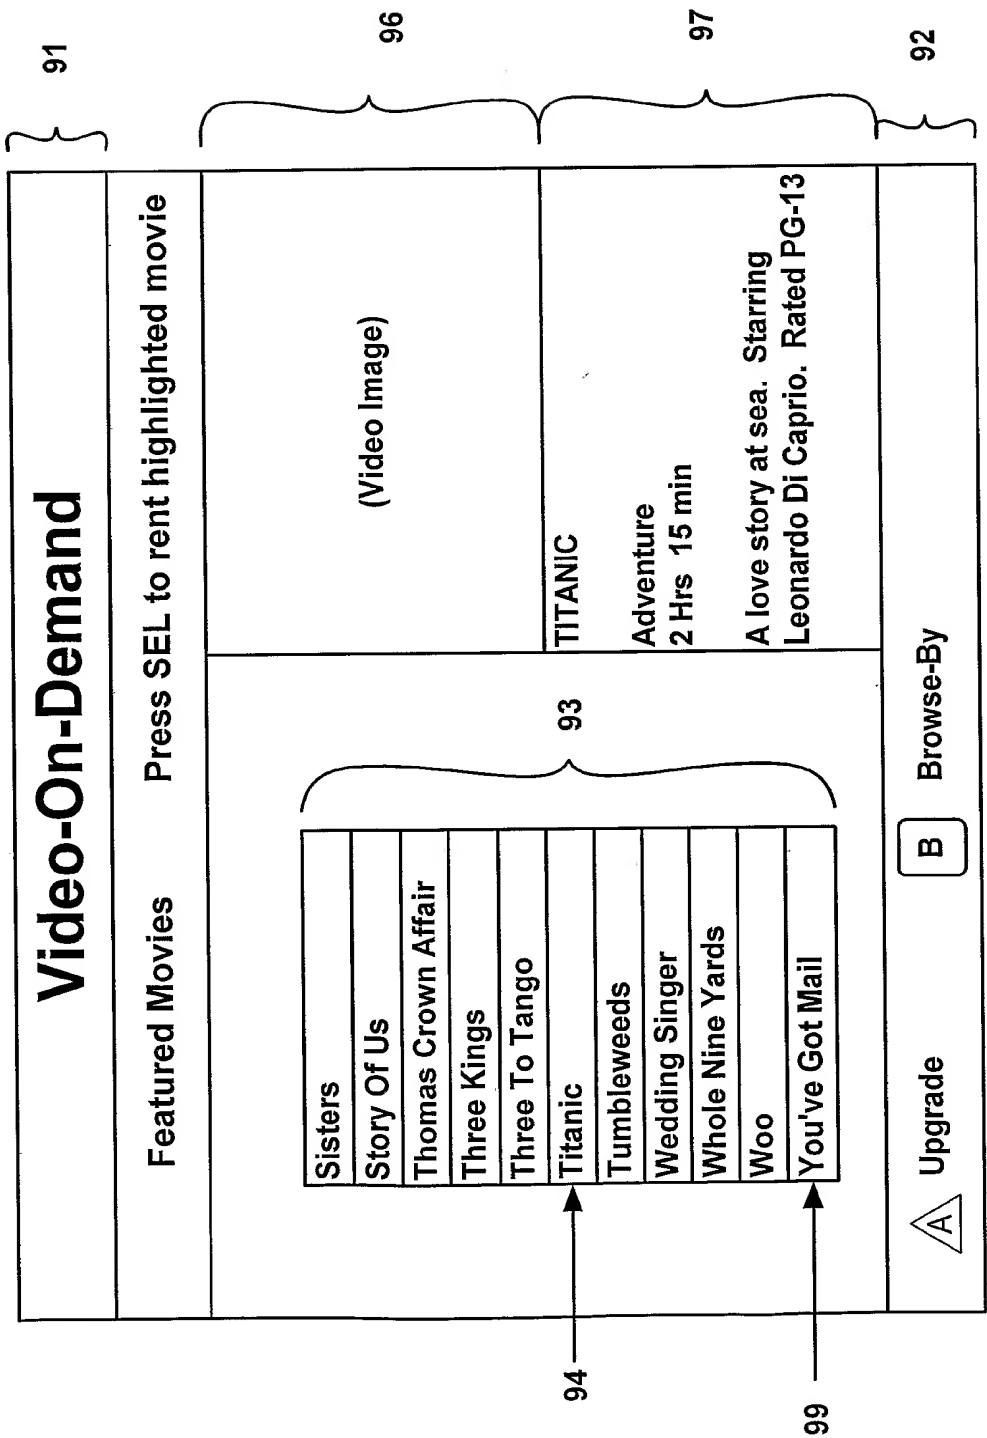 Video-On-Demand
91
Featured Movies Press SEL to rent highlighted movie
Sisters
Story Of Us
Thomas Crown Affair
Three Kings
Three To Tango
Titanic
Tumbleweeds
Wedding Singer
Whole Nine Yards
Woo
You've Got Mail
93
94
99
(Video Image)
96
TITANIC
Adventure
2 Hrs 15 min
A love story at sea. Starring
Leonardo Di Caprio. Rated PG-13
97
A Upgrade B Browse-By
92